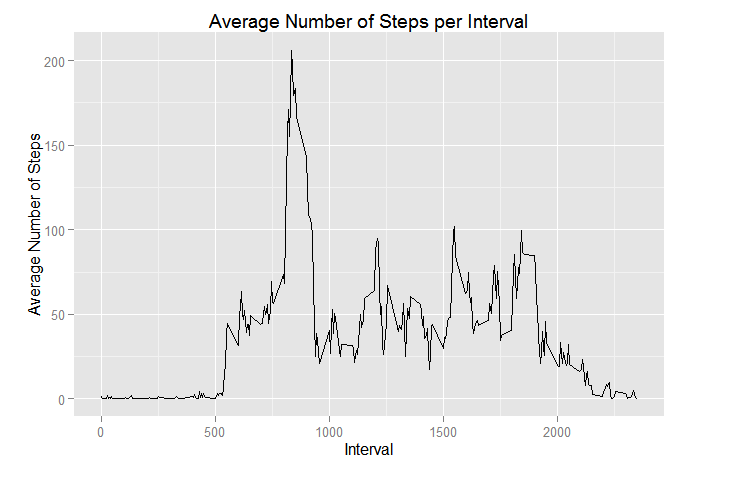 Average Number of Steps per Interval
Average Number of Steps
200
150
100
50
0
0 500 1000 1500 2000
Interval